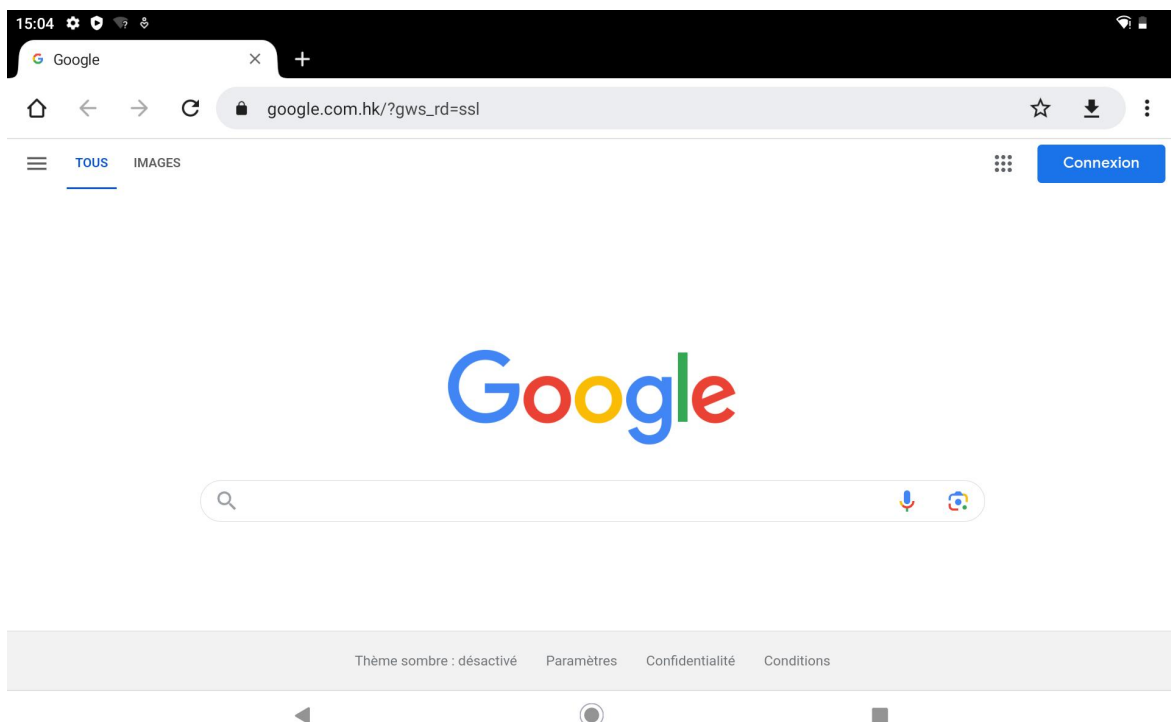 15:04
Google
google.com.hk/?gws_rd=ssl
TOUS IMAGES
Connexion
Google
Thème sombre : désactivé Paramètres Confidentialité Conditions